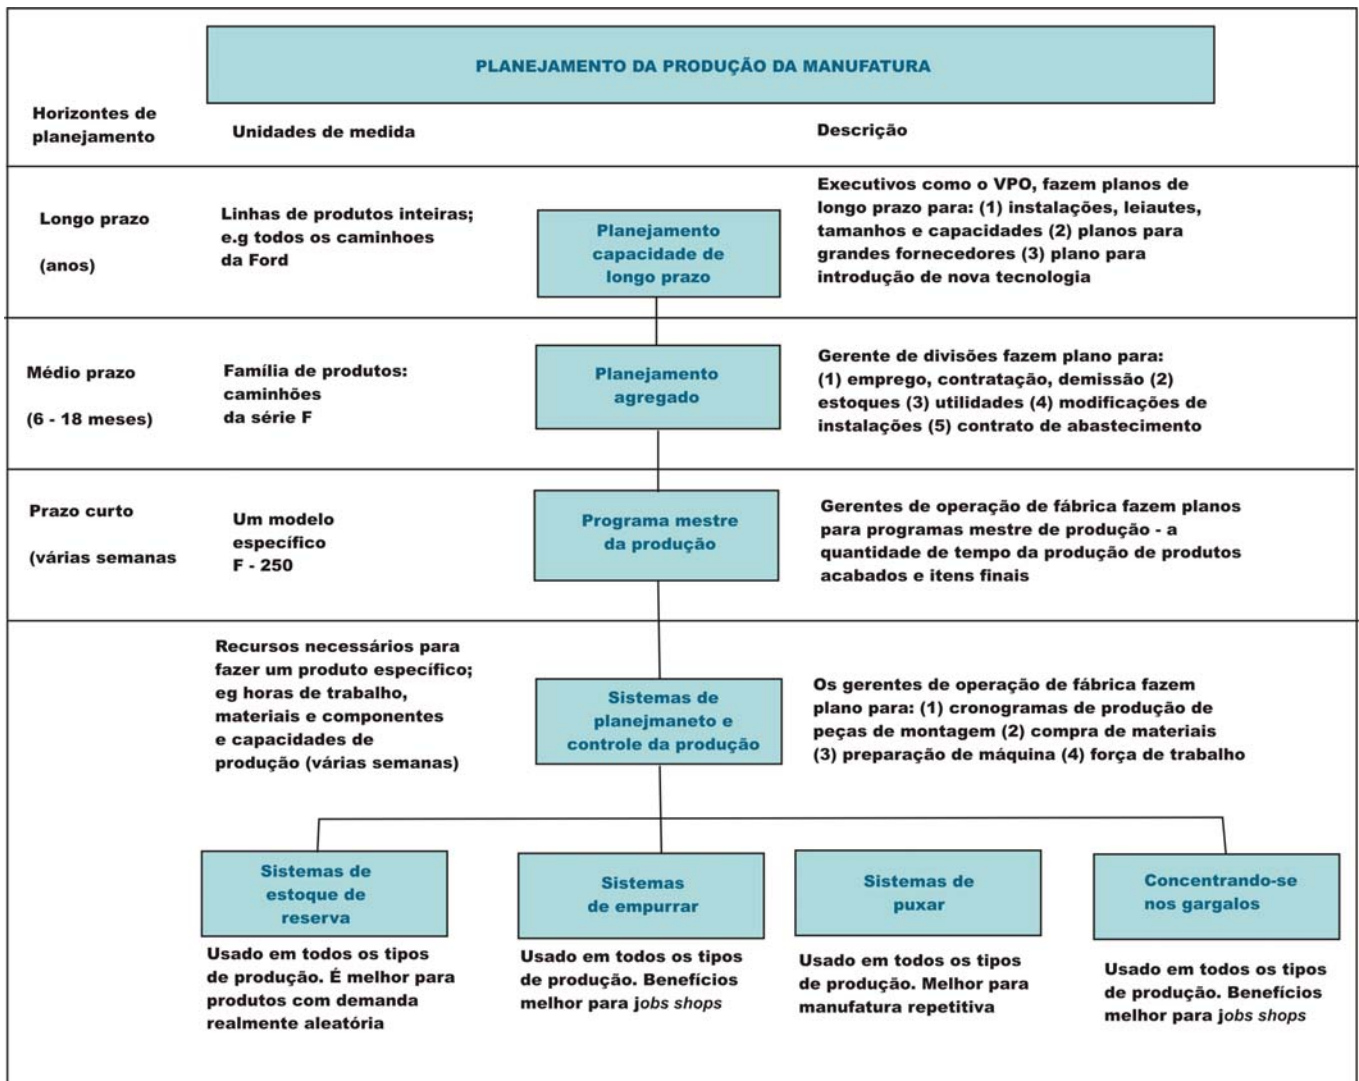 PLANEJAMENTO DA PRODUÇÃO DA MANUFATURA
Horizontes de
planejamento
Unidades de medida
Descrição
Longo prazo
(anos)
Linhas de produtos inteiras;
e.g todos os caminhoes
da Ford
Planejamento
capacidade de
longo prazo
Executivos como o VPO, fazem planos de
longo prazo para: (1) instalações, leiautes,
tamanhos e capacidades (2) planos para
grandes fornecedores (3) plano para
introdução de nova tecnologia
Médio prazo
(6 - 18 meses)
Família de produtos:
caminhões
da série F
Planejamento
agregado
Gerente de divisões fazem plano para:
(1) emprego, contratação, demissão (2)
estoques (3) utilidades (4) modificações de
instalações (5) contrato de abastecimento
Prazo curto
(várias semanas
Um modelo
específico
F - 250
Programa mestre
da produção
Gerentes de operação de fábrica fazem planos
para programas mestre de produção - a
quantidade de tempo da produção de produtos
acabados e itens finais
Recursos necessários para
fazer um produto específico;
eg horas de trabalho,
materiais e componentes
e capacidades de
produção (várias semanas)
Sistemas de
planejmaneto e
controle da produção
Os gerentes de operação de fábrica fazem
plano para: (1) cronogramas de produção de
peças de montagem (2) compra de materiais
(3) preparação de máquina (4) força de trabalho
Sistemas de
estoque de
reserva
Usado em todos os tipos
de produção. É melhor para
produtos com demanda
realmente aleatória
Sistemas
de empurrar
Usado em todos os tipos
de produção. Benefícios
melhor para jobs shops
Sistemas de
puxar
Usado em todos os tipos
de produção. Melhor para
manufatura repetitiva
Concentrando-se
nos gargalos
Usado em todos os tipos
de produção. Benefícios
melhor para jobs shops